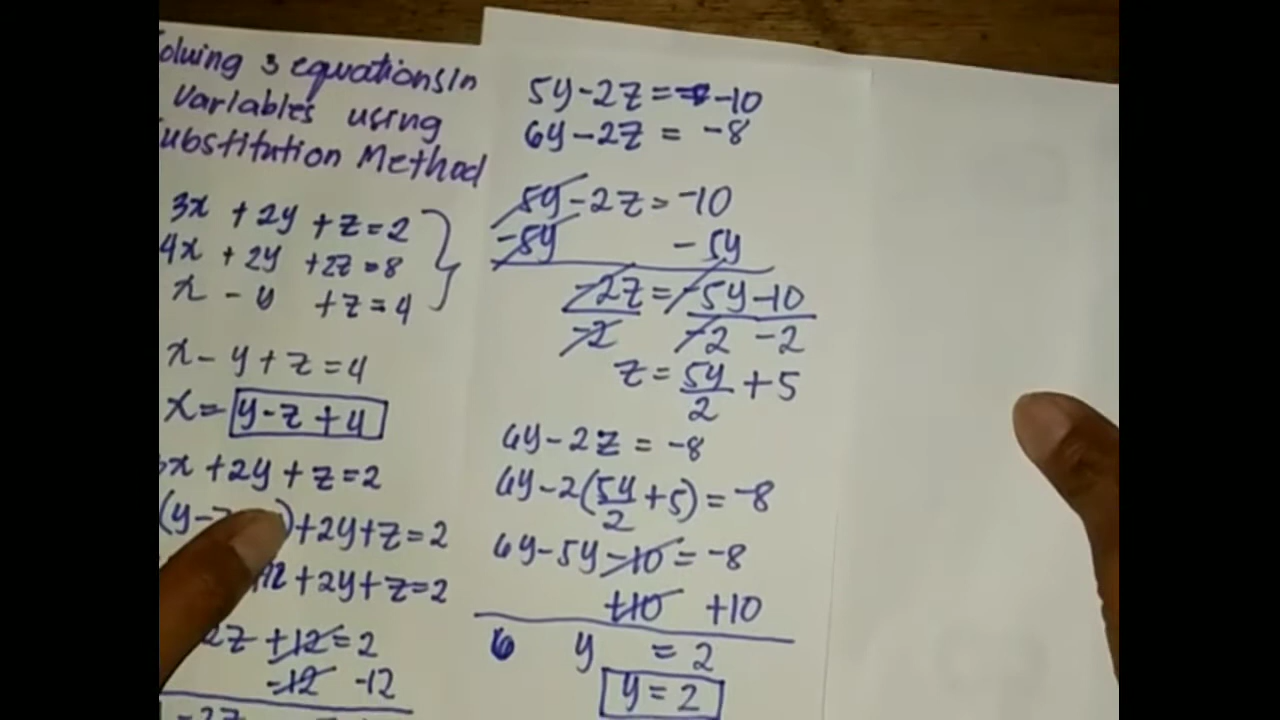 olving 3 equations in
variables using
ubstitution Method
3x + 2y + z = 2
4x + 2y + 2z = 8
x - y + z = 4
x - y + z = 4
x = y - z + 4
x + 2y + z = 2
(y - ) + 2y + z = 2
12 + 2y + z = 2
2z + 12 = 2
-12 -12
-2z
5y - 2z = -10
6y - 2z = -8
5y - 2z = -10
-5y - 5y
-2z = -5y - 10
-2 -2 -2
z = 5y/2 + 5
6y - 2z = -8
6y - 2(5y/2 + 5) = -8
6y - 5y - 10 = -8
+10 +10
y = 2
y = 2